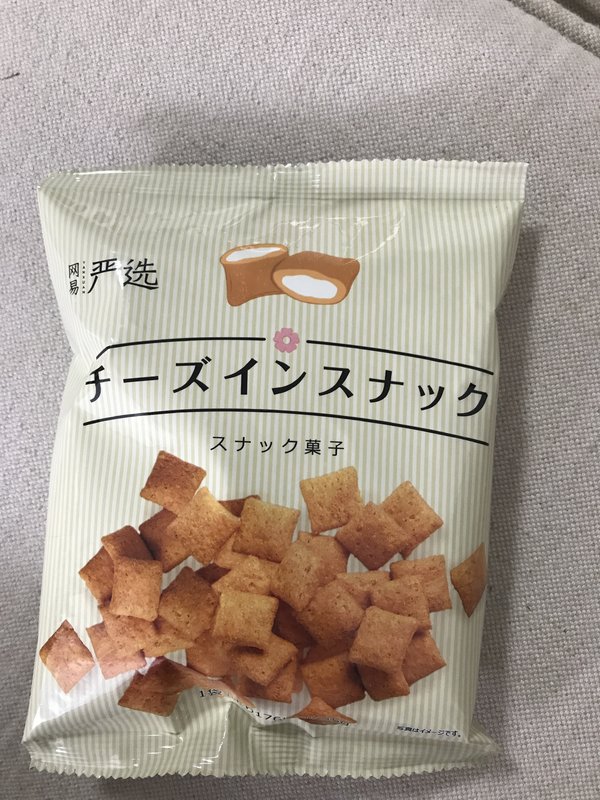 网易
严选
チーズインスナック
スナック菓子
写真はイメージです。